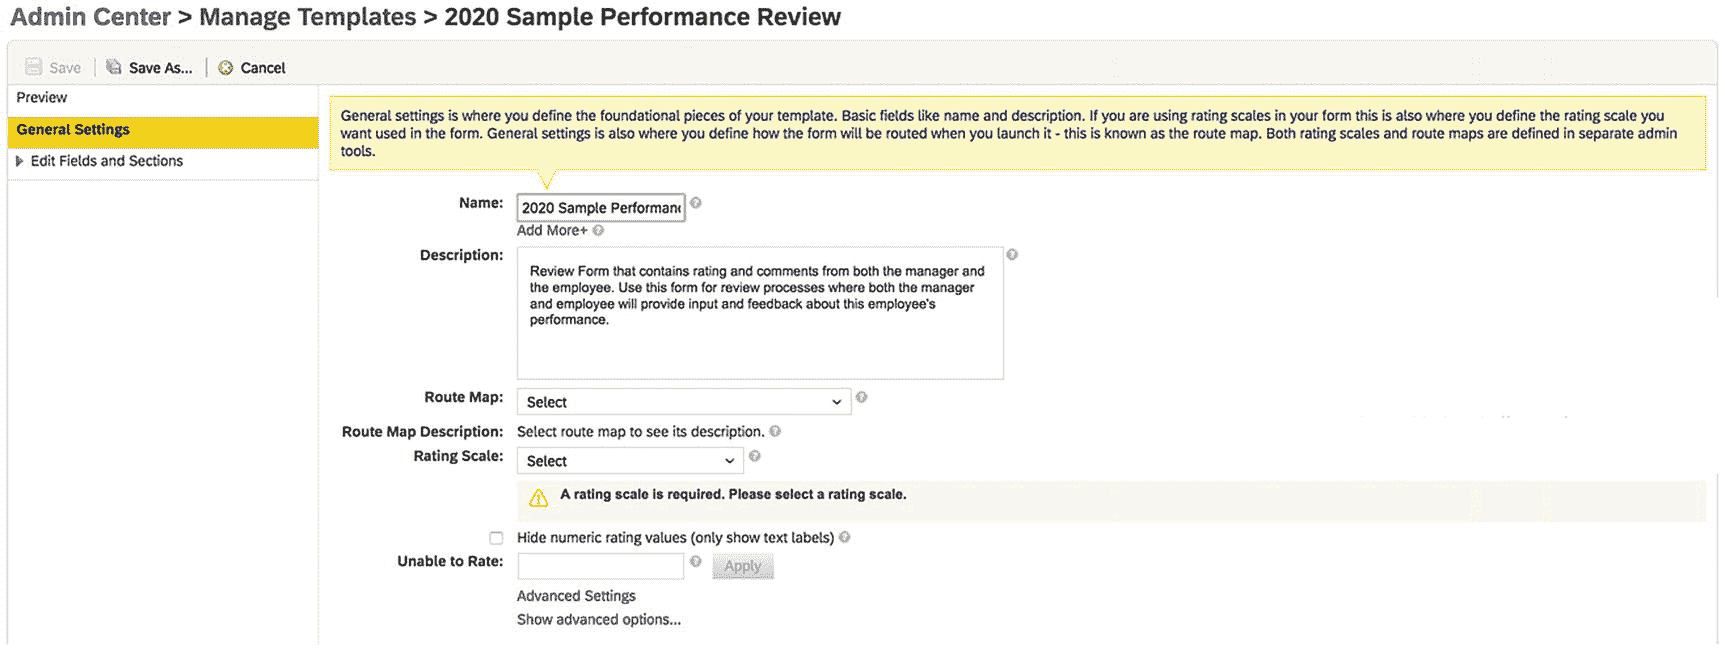 Admin Center > Manage Templates > 2020 Sample Performance Review
Save
Save As...
Cancel
Preview
General Settings
Edit Fields and Sections
General settings is where you define the foundational pieces of your template. Basic fields like name and description. If you are using rating scales in your form this is also where you define the rating scale you
want used in the form. General settings is also where you define how the form will be routed when you launch it - this is known as the route map. Both rating scales and route maps are defined in separate admin
tools.
Name: 2020 Sample Performanc
Add More+
Description:
Review Form that contains rating and comments from both the manager and
the employee. Use this form for review processes where both the manager
and employee will provide input and feedback about this employee's
performance.
Route Map: Select
Route Map Description: Select route map to see its description.
Rating Scale: Select
A rating scale is required. Please select a rating scale.
Hide numeric rating values (only show text labels)
Unable to Rate: Apply
Advanced Settings
Show advanced options...